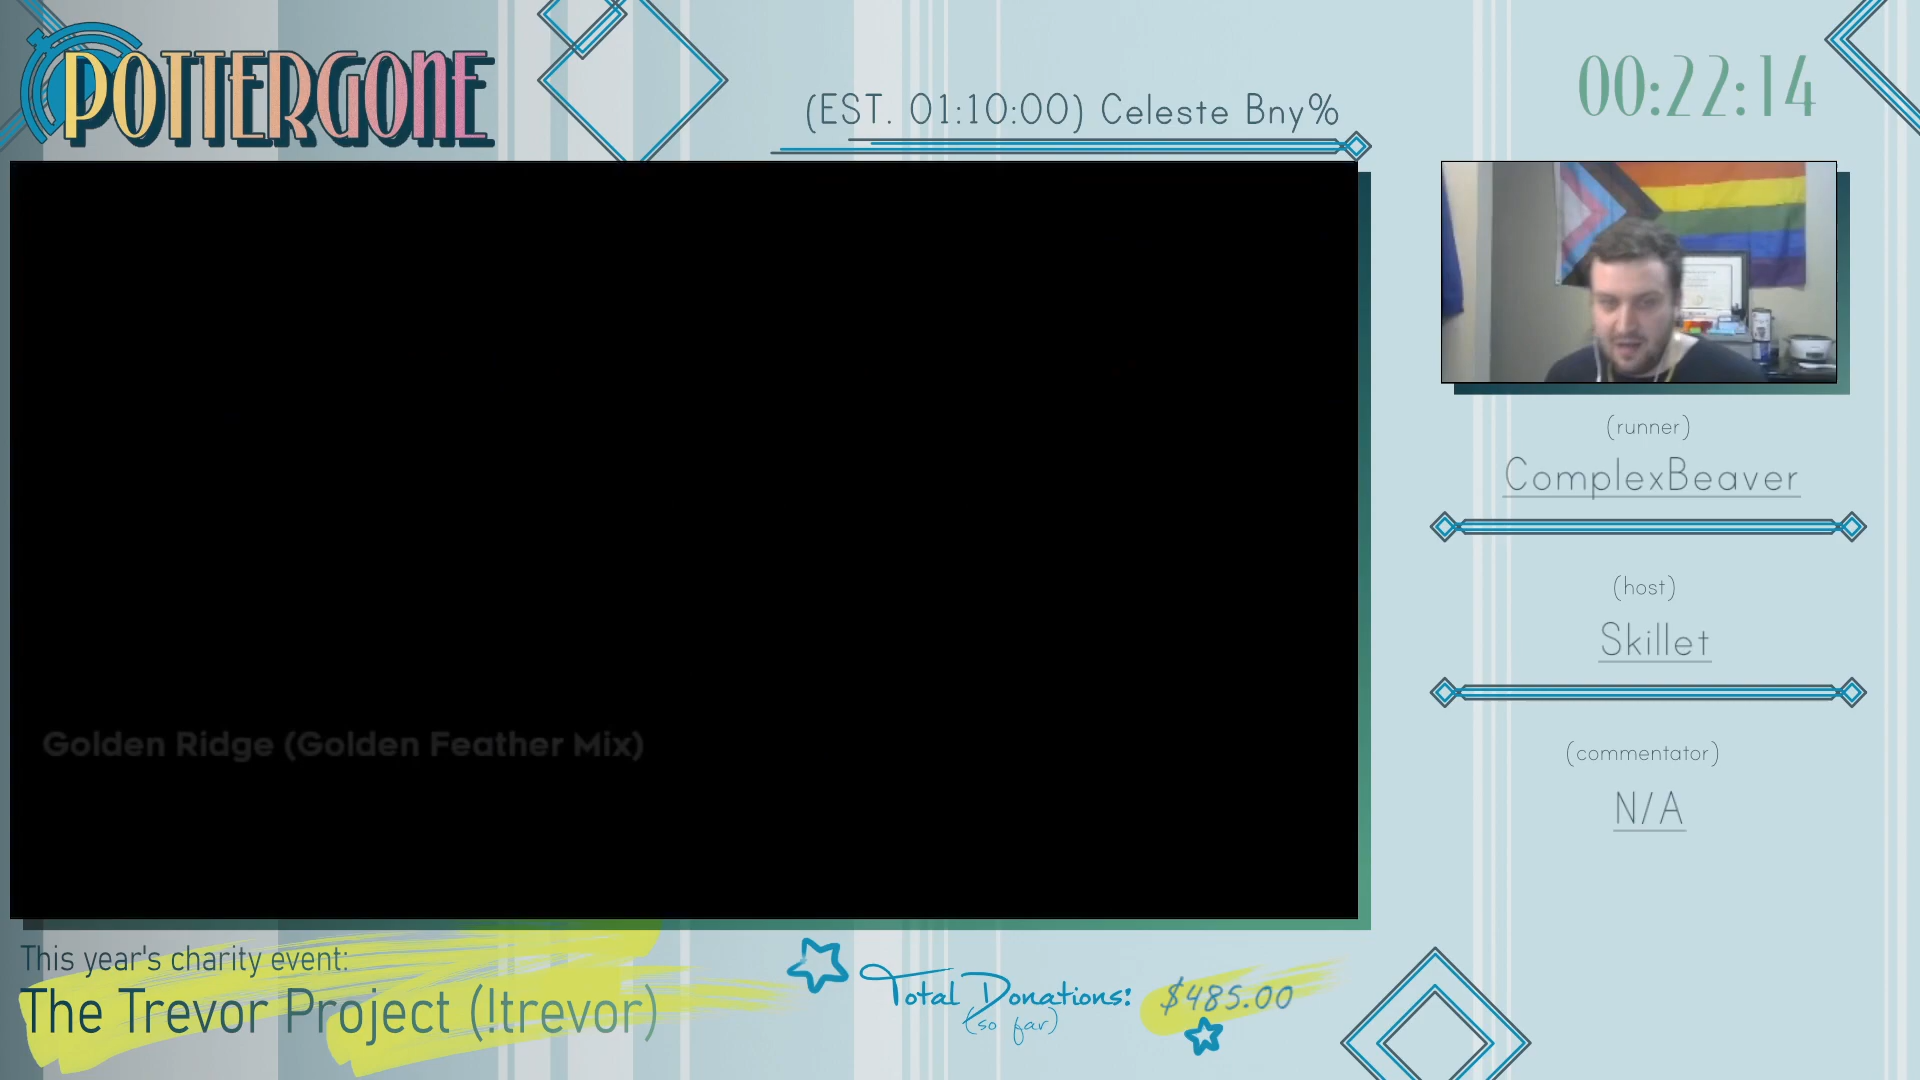 POTTERGONE
(EST. 01:10:00) Celeste Bny%
00:22:14
(runner)
ComplexBeaver
(host)
Skillet
(commentator)
N/A
Golden Ridge (Golden Feather Mix)
This year's charity event:
The Trevor Project (!trevor)
Total Donations:
(so far)
$485.00